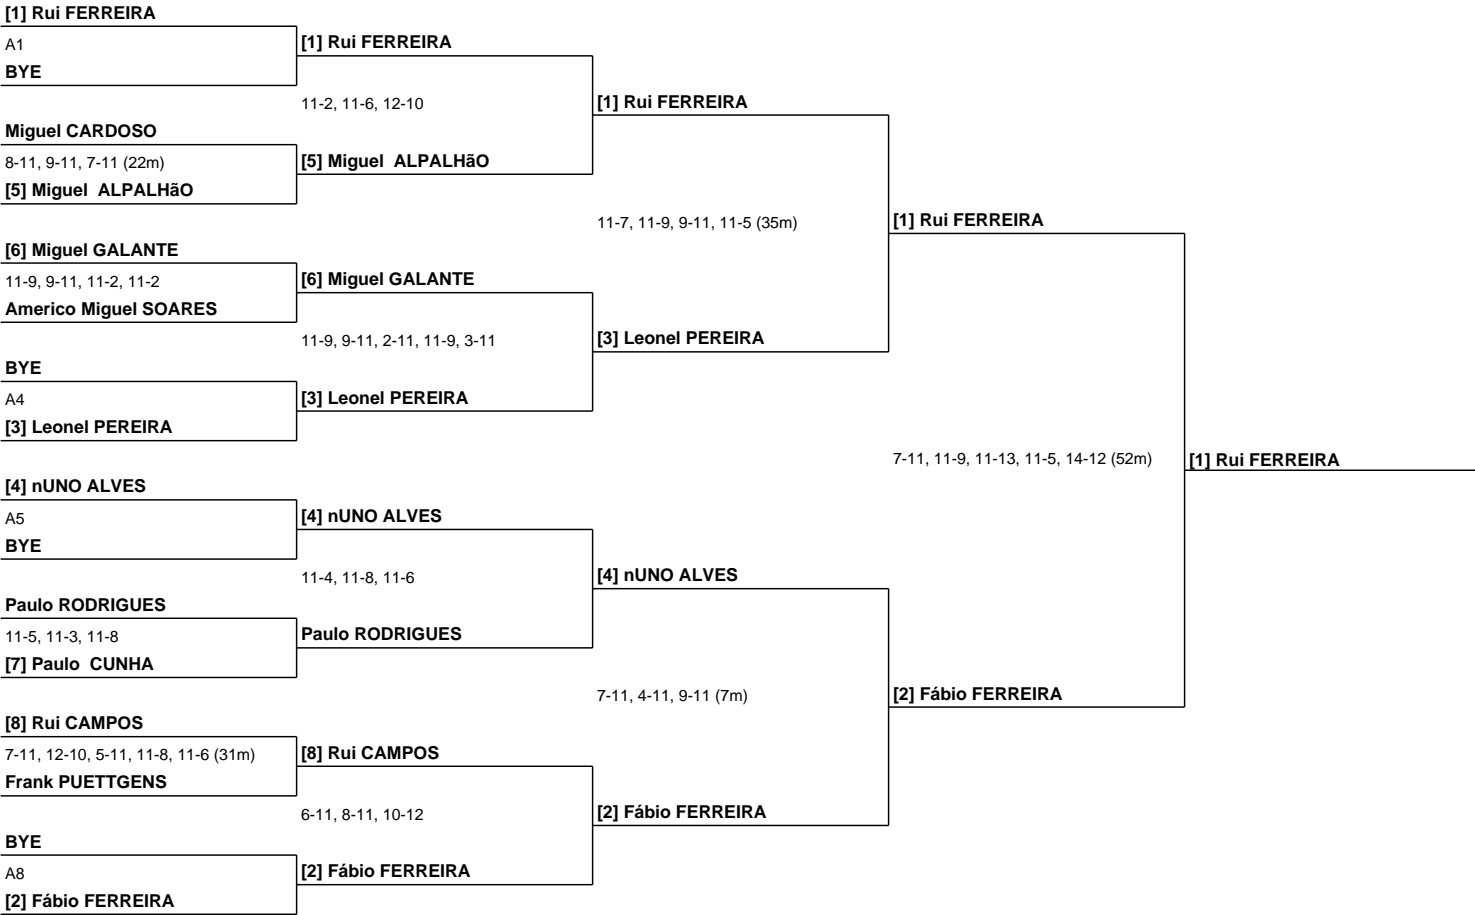 [1] Rui FERREIRA
A1
BYE
Miguel CARDOSO
8-11, 9-11, 7-11 (22m)
[5] Miguel  ALPALHãO
[6] Miguel GALANTE
11-9, 9-11, 11-2, 11-2
Americo Miguel SOARES
BYE
A4
[3] Leonel PEREIRA
[4] nUNO ALVES
A5
BYE
Paulo RODRIGUES
11-5, 11-3, 11-8
[7] Paulo  CUNHA
[8] Rui CAMPOS
7-11, 12-10, 5-11, 11-8, 11-6 (31m)
Frank PUETTGENS
BYE
A8
[2] Fábio FERREIRA
[1] Rui FERREIRA
11-2, 11-6, 12-10
[5] Miguel  ALPALHãO
[6] Miguel GALANTE
11-9, 9-11, 2-11, 11-9, 3-11
[3] Leonel PEREIRA
[4] nUNO ALVES
11-4, 11-8, 11-6
Paulo RODRIGUES
[8] Rui CAMPOS
6-11, 8-11, 10-12
[2] Fábio FERREIRA
[1] Rui FERREIRA
11-7, 11-9, 9-11, 11-5 (35m)
[3] Leonel PEREIRA
[4] nUNO ALVES
7-11, 4-11, 9-11 (7m)
[2] Fábio FERREIRA
[1] Rui FERREIRA
7-11, 11-9, 11-13, 11-5, 14-12 (52m)
[2] Fábio FERREIRA
[1] Rui FERREIRA